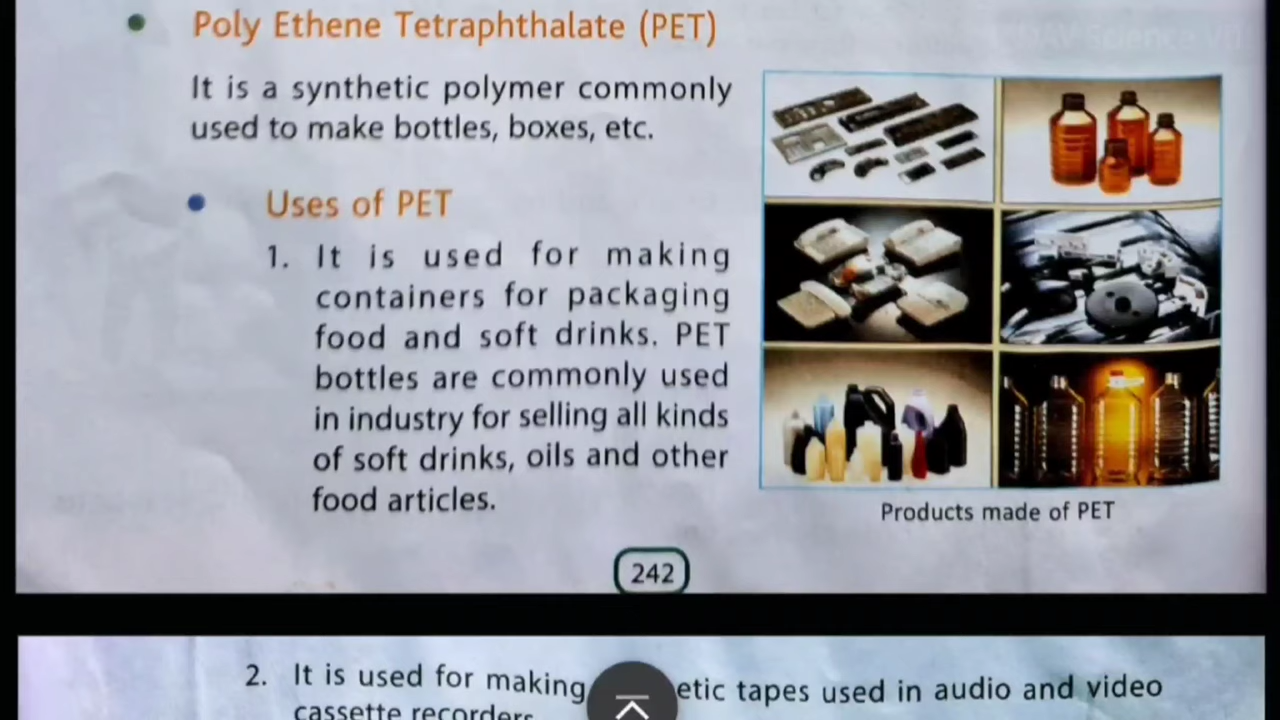 Poly Ethene Tetraphthalate (PET)
It is a synthetic polymer commonly
used to make bottles, boxes, etc.
Uses of PET
1. It is used for making
containers for packaging
food and soft drinks. PET
bottles are commonly used
in industry for selling all kinds
of soft drinks, oils and other
food articles.
Products made of PET
242
2. It is used for making etic tapes used in audio and video
cassette recorders